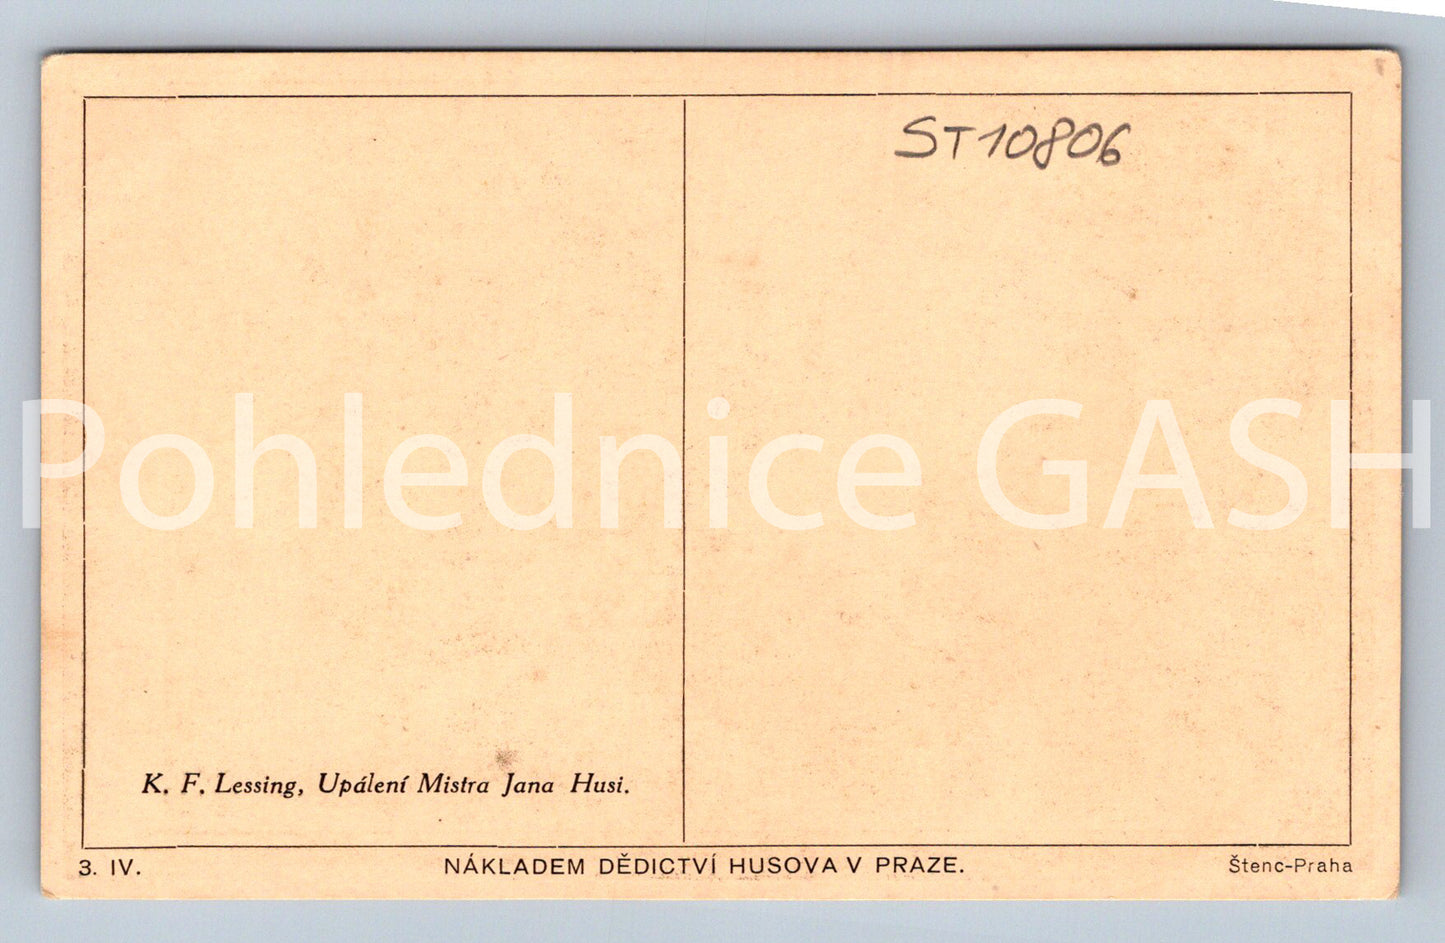 ST10806
Pohlednice GASH
K. F. Lessing, Upálení Mistra Jana Husi.
3. IV.
NÁKLADEM DĚDICTVÍ HUSOVA V PRAZE.
Štenc-Praha